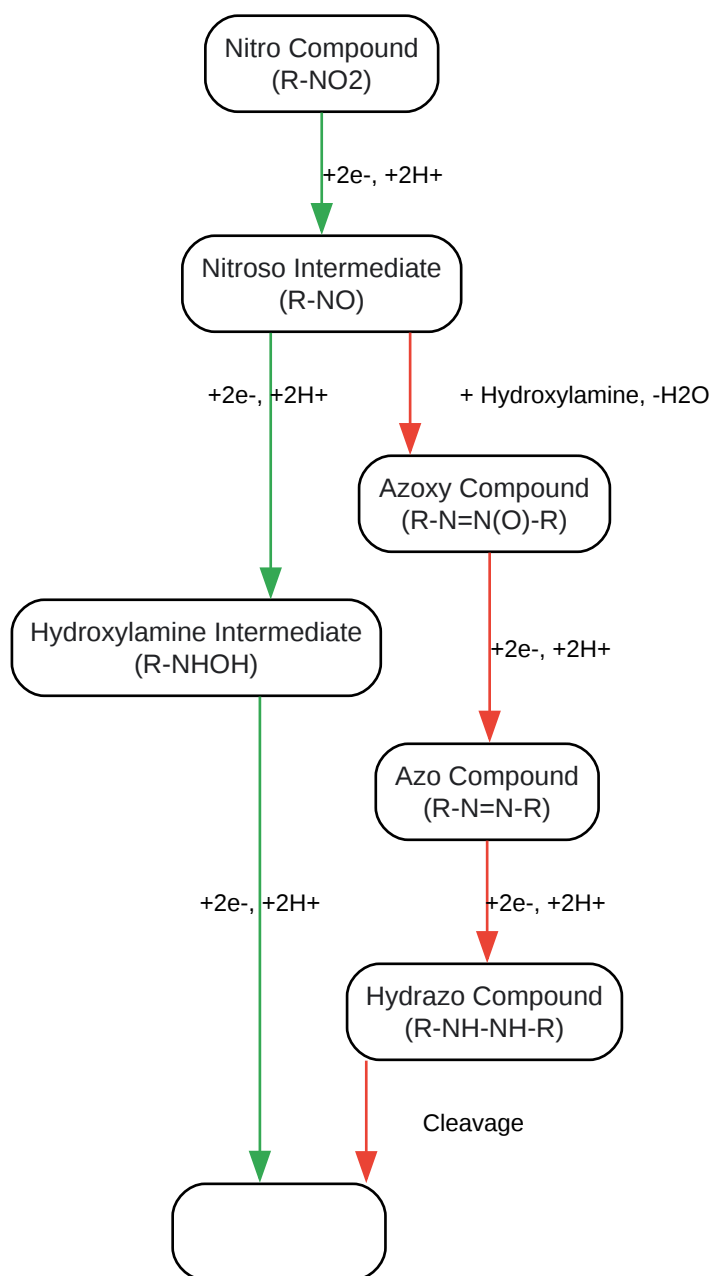 Nitro Compound
(R-NO2)
+2e-, +2H+
Nitroso Intermediate
(R-NO)
+2e-, +2H+
+ Hydroxylamine, -H2O
Azoxy Compound
(R-N=N(O)-R)
Hydroxylamine Intermediate
(R-NHOH)
+2e-, +2H+
Azo Compound
(R-N=N-R)
+2e-, +2H+
+2e-, +2H+
Hydrazo Compound
(R-NH-NH-R)
Cleavage